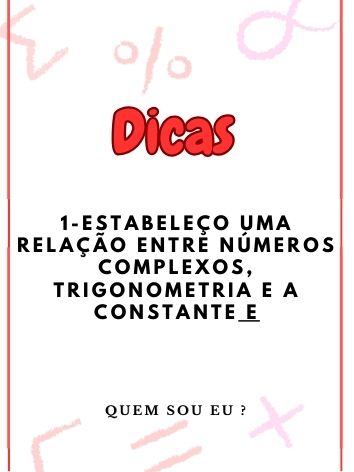 Dicas
1-ESTABELEÇO UMA
RELAÇÃO ENTRE NÚMEROS
COMPLEXOS,
TRIGONOMETRIA E A
CONSTANTE E
QUEM SOU EU ?